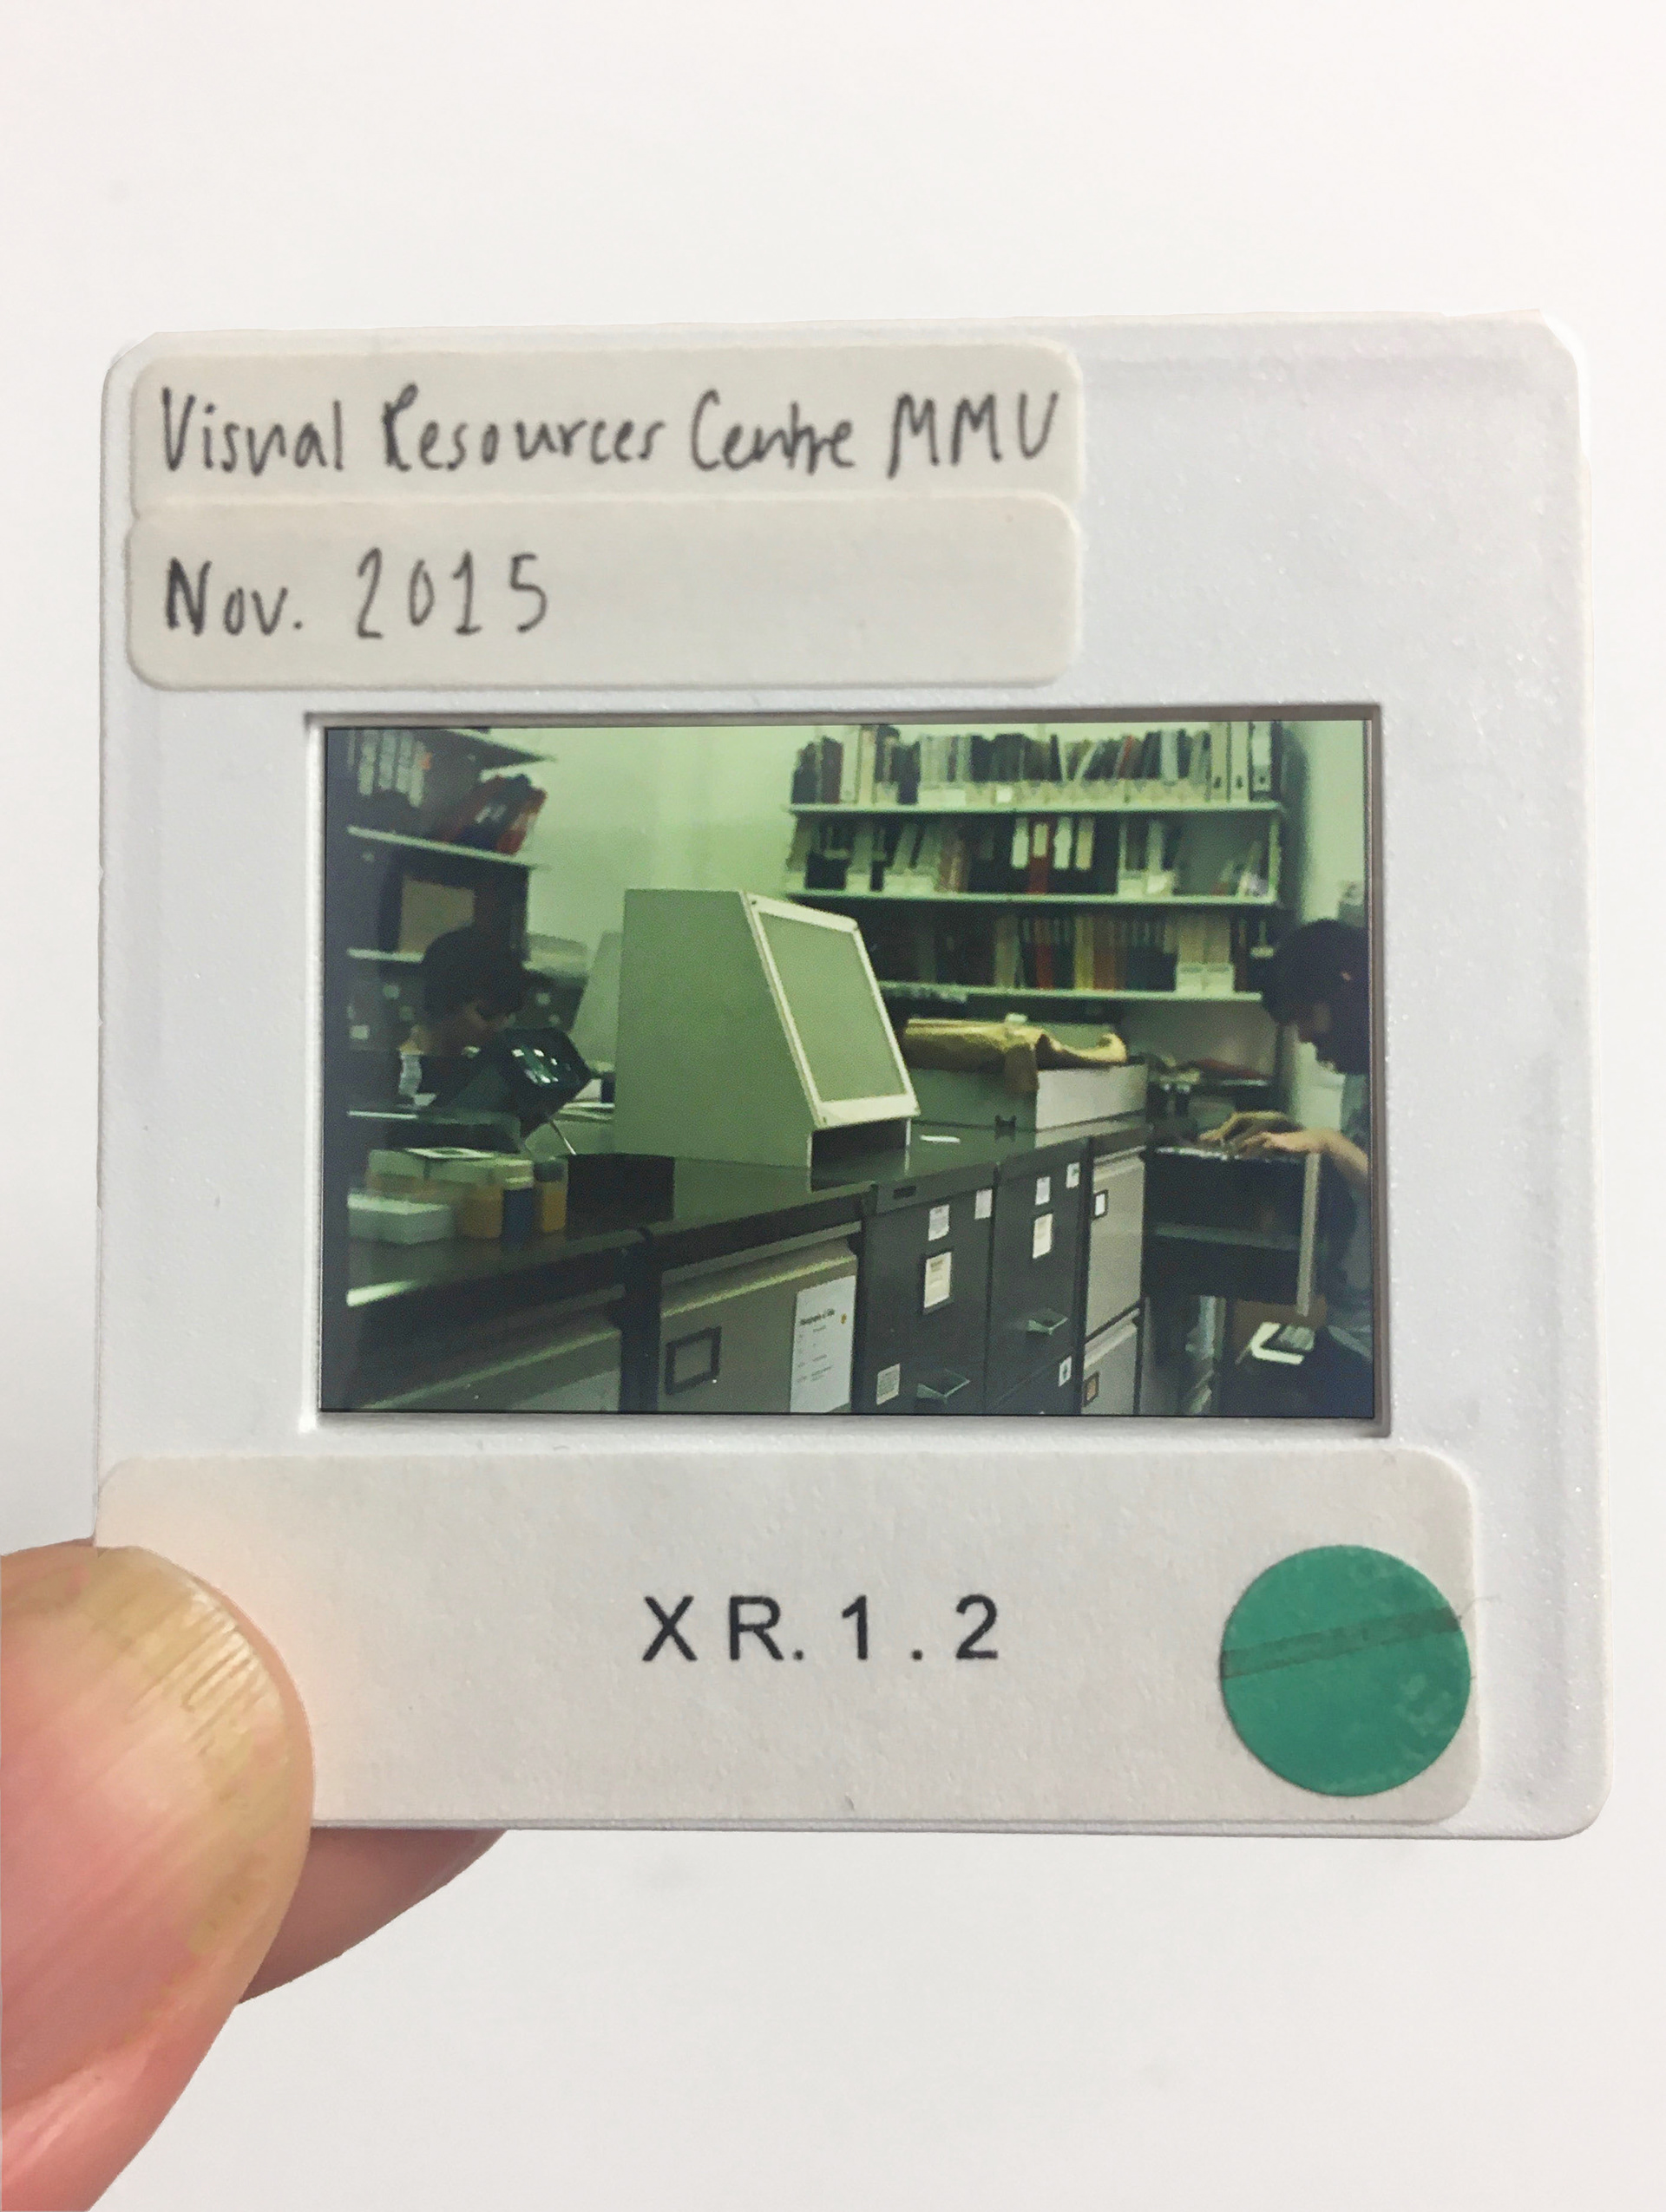 Visual Resources Centre MMU
Nov. 2015
XR.1.2